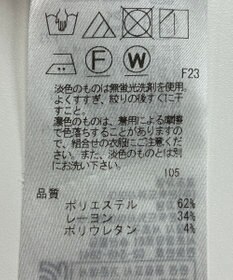 F W
F23
淡色のものは無蛍光洗剤を使用
よくすすぎ、絞りの後すぐに干
すこと。
濃色のものは、着用による摩擦
で色落ちすることがありますの
で、組合せの衣服にご注意くだ
さい。また、淡色のものとは別
にお洗い下さい。
105
品質
ポリエステル 62%
レーヨン 34%
ポリウレタン 4%